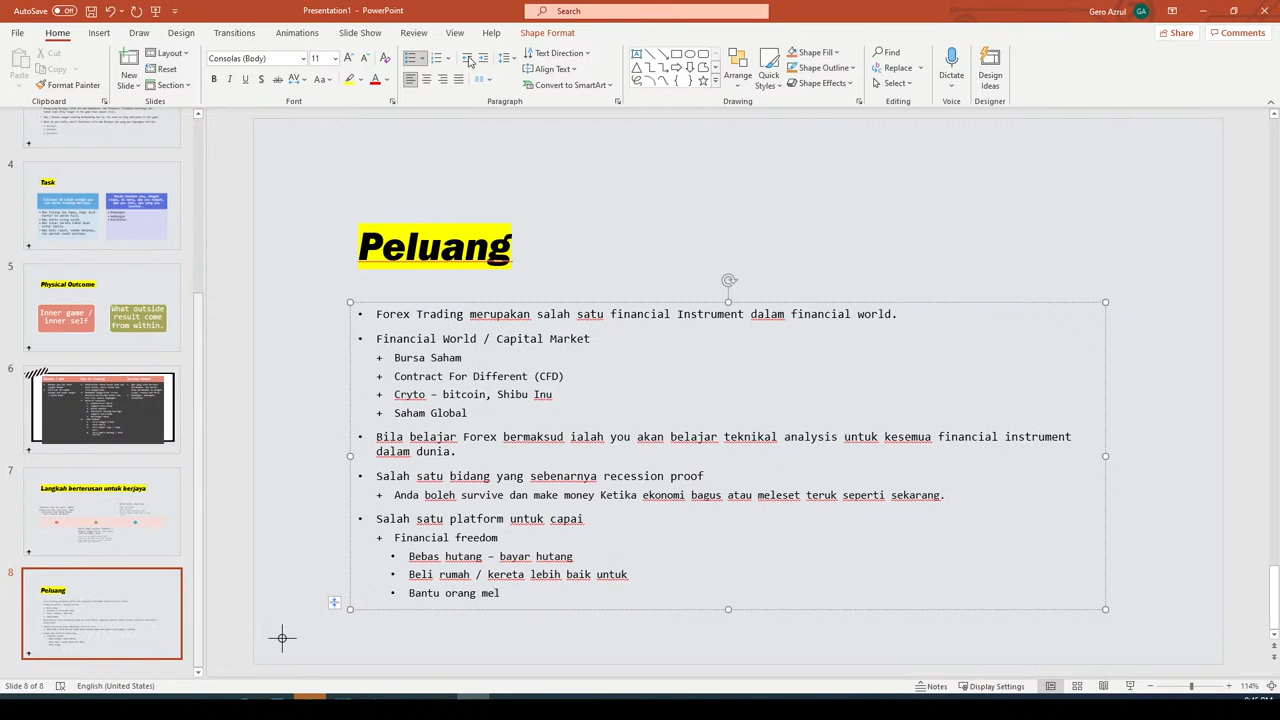 AutoSave Off
Presentation1 - PowerPoint
Search
Gero Azrul
GA
File Home Insert Draw Design Transitions Animations Slide Show Review View Help Shape Format
Share Comments
Paste
Cut
Copy
Format Painter
Clipboard
New Slide
Layout
Reset
Section
Slides
Consolas (Body) 11
Font
Text Direction
Align Text
Convert to SmartArt
Paragraph
Arrange
Quick Styles
Shape Fill
Shape Outline
Shape Effects
Drawing
Find
Replace
Select
Editing
Dictate
Voice
Design Ideas
Designer
4
Task
5
Physical Outcome
Inner game / inner self
What outside result come from within.
6
7
Langkah berterusan untuk berjaya
8
Peluang
Peluang
• Forex Trading merupakan salah satu financial Instrument dalam financial world.
• Financial World / Capital Market
+ Bursa Saham
+ Contract For Different (CFD)
+ Cryto – bitcoin, Shibu Inu
+ Saham Global
• Bila belajar Forex bermaksud ialah you akan belajar teknikal analysis untuk kesemua financial instrument
dalam dunia.
• Salah satu bidang yang sebenarnya recession proof
+ Anda boleh survive dan make money Ketika ekonomi bagus atau meleset teruk seperti sekarang.
• Salah satu platform untuk capai
+ Financial freedom
• Bebas hutang – bayar hutang
• Beli rumah / kereta lebih baik untuk
• Bantu orang mel
Slide 8 of 8
English (United States)
Notes
Display Settings
114%